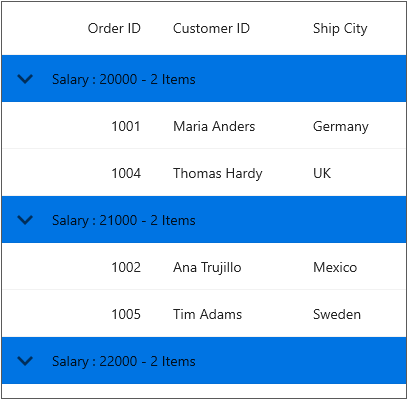 Order ID Customer ID Ship City
Salary : 20000 - 2 Items
1001 Maria Anders Germany
1004 Thomas Hardy UK
Salary : 21000 - 2 Items
1002 Ana Trujillo Mexico
1005 Tim Adams Sweden
Salary : 22000 - 2 Items